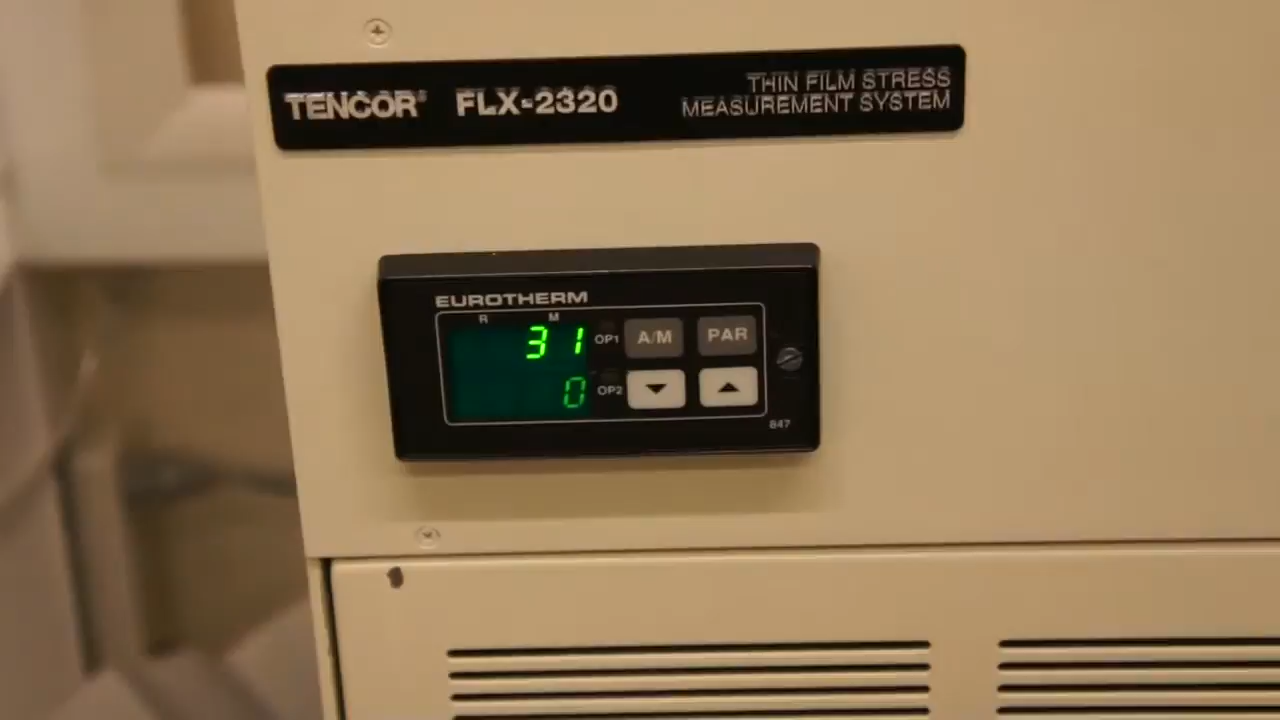 TENCOR® FLX-2320 THIN FILM STRESS
MEASUREMENT SYSTEM
EUROTHERM
R M
31 OP1 A/M PAR
0 OP2
847